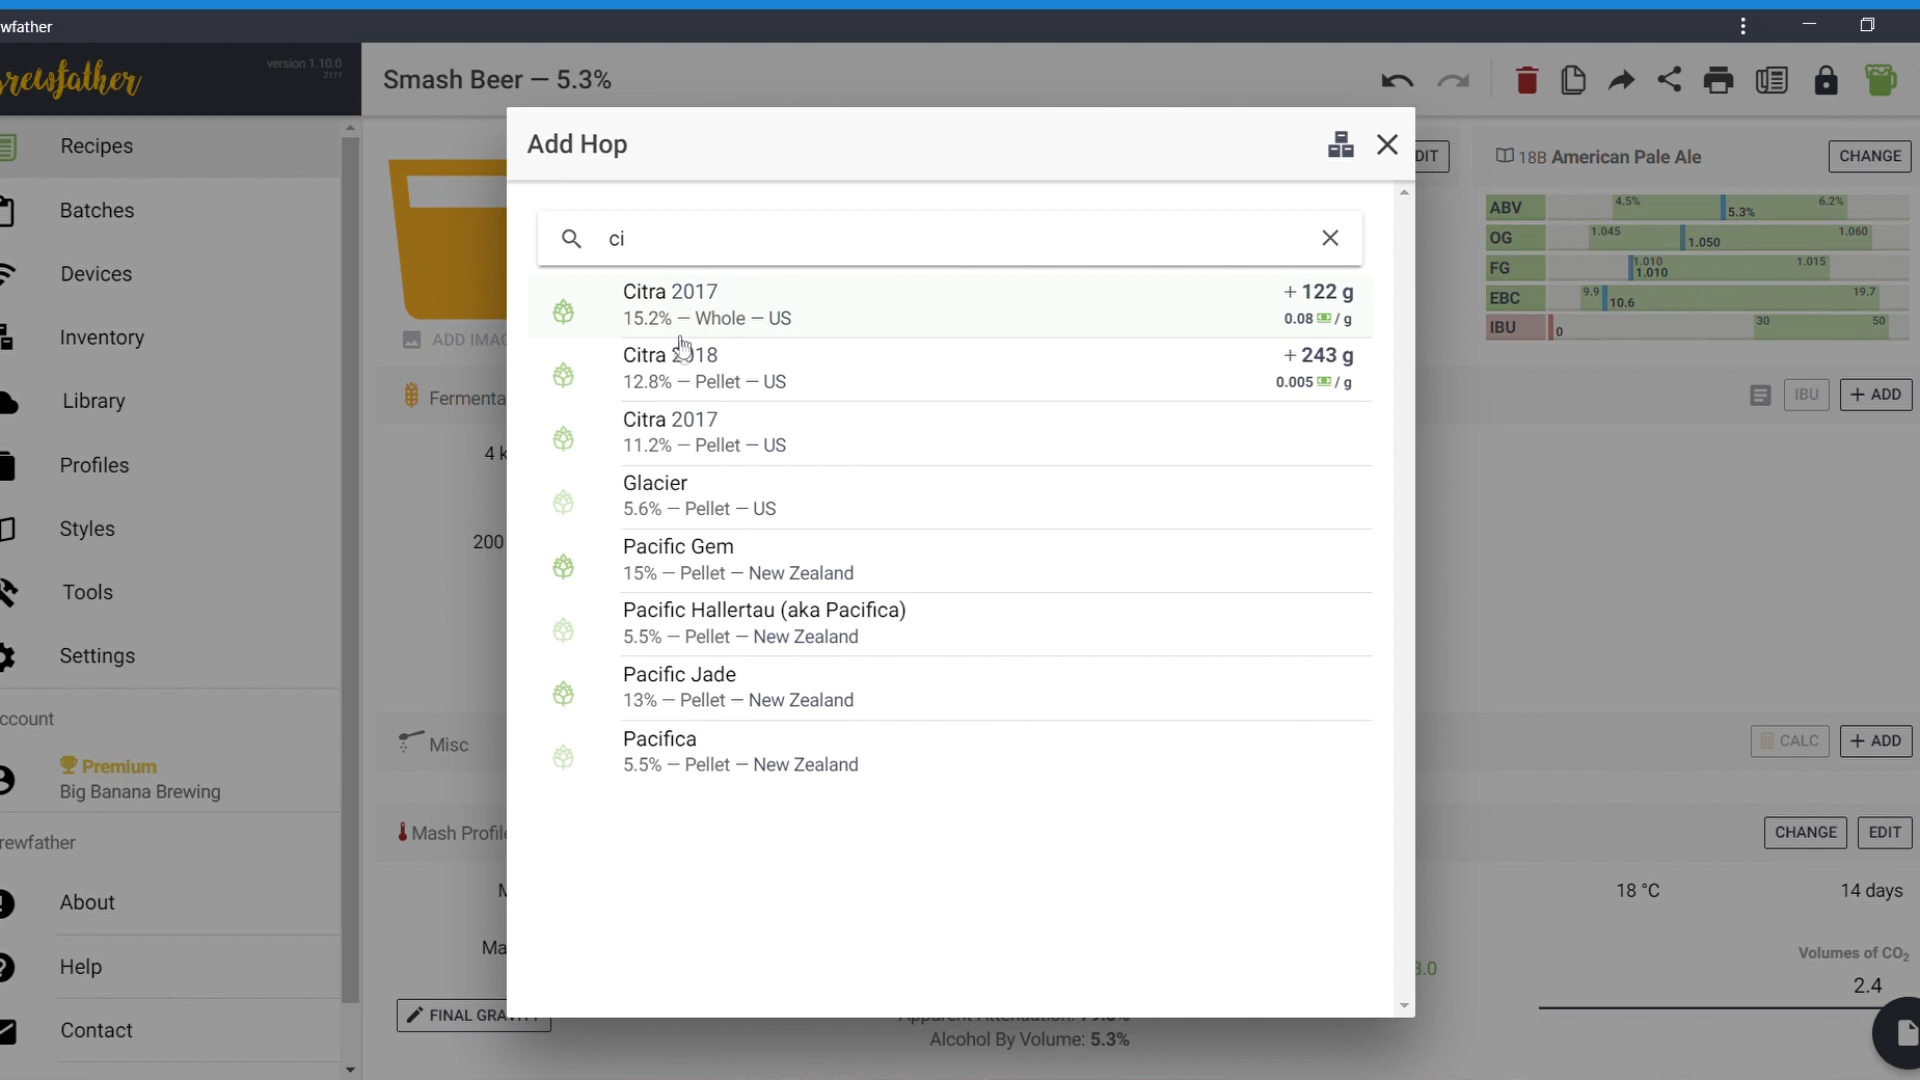 wfather
rewfather
version 1.10.0
2111
Smash Beer — 5.3%
Recipes
Batches
Devices
Inventory
Library
Profiles
Styles
Tools
Settings
ccount
Premium
Big Banana Brewing
rewfather
About
Help
Contact
ADD IMAG
Fermenta
4 k
200
Misc
Mash Profile
M
Ma
FINAL GRAVITY
Add Hop
ci
Citra 2017
+ 122 g
15.2% — Whole — US
0.08 / g
Citra 2018
+ 243 g
12.8% — Pellet — US
0.005 / g
Citra 2017
11.2% — Pellet — US
Glacier
5.6% — Pellet — US
Pacific Gem
15% — Pellet — New Zealand
Pacific Hallertau (aka Pacifica)
5.5% — Pellet — New Zealand
Pacific Jade
13% — Pellet — New Zealand
Pacifica
5.5% — Pellet — New Zealand
Alcohol By Volume: 5.3%
DIT
18B American Pale Ale
CHANGE
ABV 4.5% 5.3% 6.2%
OG 1.045 1.050 1.060
FG 1.010 1.010 1.015
EBC 9.9 10.6 19.7
IBU 0 30 50
IBU
+ ADD
CALC
+ ADD
CHANGE
EDIT
18 °C
14 days
Volumes of CO₂
3.0
2.4